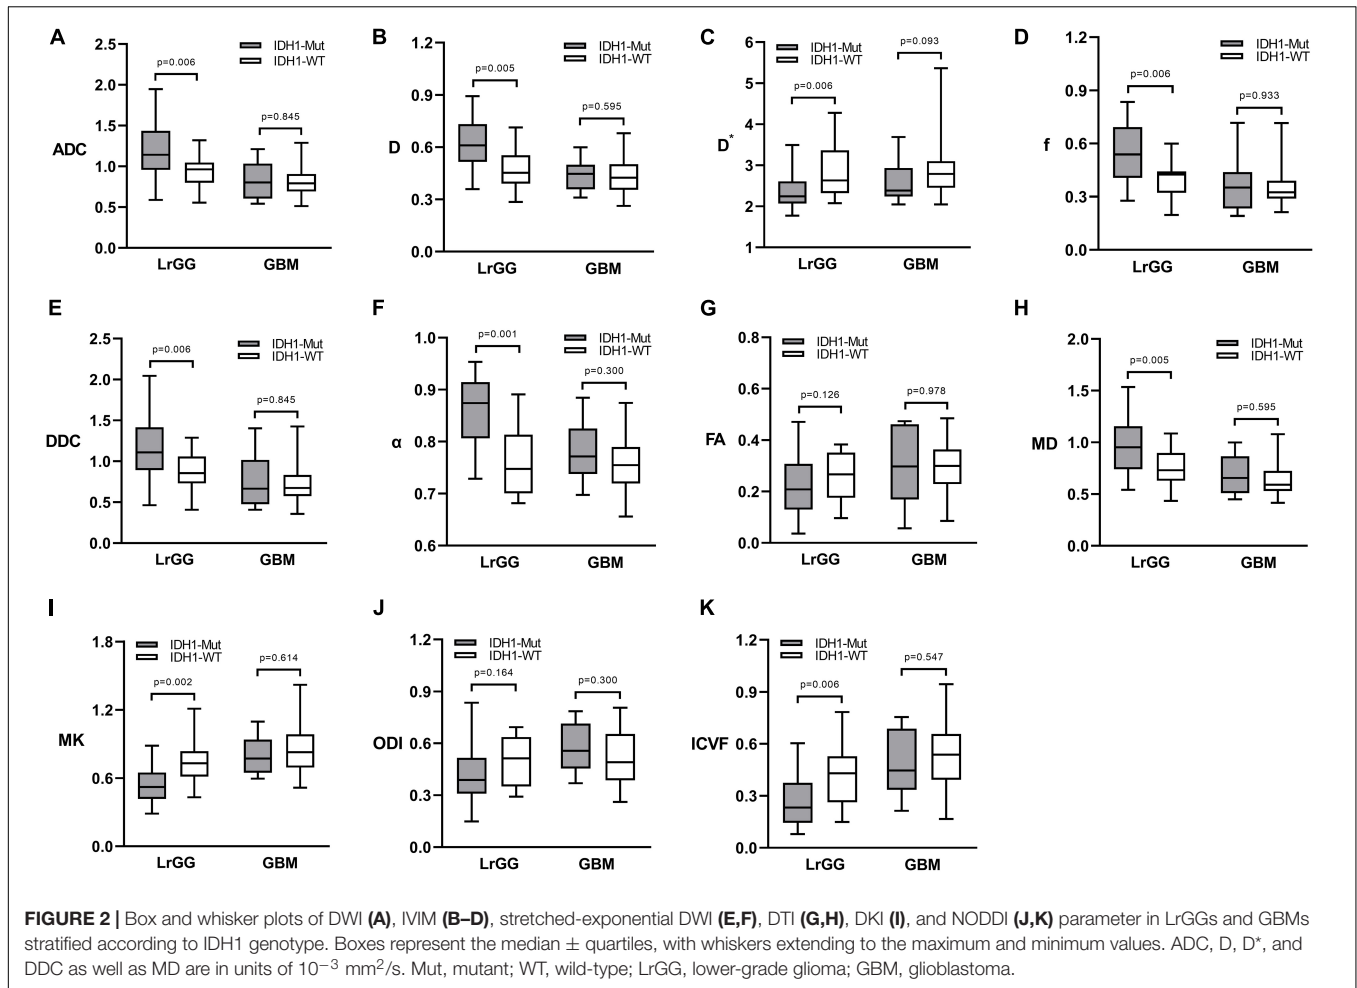 A
2.5
2.0
1.5
1.0
0.5
0.0
ADC
IDH1-Mut
IDH1-WT
p=0.006
p=0.845
LrGG GBM
B
1.2
0.9
0.6
0.3
0.0
D
IDH1-Mut
IDH1-WT
p=0.005
p=0.595
LrGG GBM
C
6
5
4
3
2
1
D*
IDH1-Mut
IDH1-WT
p=0.006
p=0.093
LrGG GBM
D
1.2
0.9
0.6
0.3
0.0
f
IDH1-Mut
IDH1-WT
p=0.006
p=0.933
LrGG GBM
E
2.5
2.0
1.5
1.0
0.5
0.0
DDC
IDH1-Mut
IDH1-WT
p=0.006
p=0.845
LrGG GBM
F
1.0
0.9
0.8
0.7
0.6
α
IDH1-Mut
IDH1-WT
p=0.001
p=0.300
LrGG GBM
G
0.8
0.6
0.4
0.2
0.0
FA
IDH1-Mut
IDH1-WT
p=0.126
p=0.978
LrGG GBM
H
2.0
1.5
1.0
0.5
0.0
MD
IDH1-Mut
IDH1-WT
p=0.005
p=0.595
LrGG GBM
I
1.8
1.2
0.6
0.0
MK
IDH1-Mut
IDH1-WT
p=0.002
p=0.614
LrGG GBM
J
1.2
0.9
0.6
0.3
0.0
ODI
IDH1-Mut
IDH1-WT
p=0.164
p=0.300
LrGG GBM
K
1.2
0.9
0.6
0.3
0.0
ICVF
IDH1-Mut
IDH1-WT
p=0.006
p=0.547
LrGG GBM
FIGURE 2 | Box and whisker plots of DWI (A), IVIM (B–D), stretched-exponential DWI (E,F), DTI (G,H), DKI (I), and NODDI (J,K) parameter in LrGGs and GBMs
stratified according to IDH1 genotype. Boxes represent the median ± quartiles, with whiskers extending to the maximum and minimum values. ADC, D, D*, and
DDC as well as MD are in units of 10−3 mm2/s. Mut, mutant; WT, wild-type; LrGG, lower-grade glioma; GBM, glioblastoma.